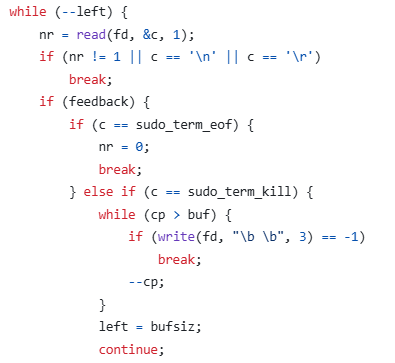 while (--left) {
    nr = read(fd, &c, 1);
    if (nr != 1 || c == '\n' || c == '\r')
        break;
    if (feedback) {
        if (c == sudo_term_eof) {
            nr = 0;
            break;
        } else if (c == sudo_term_kill) {
            while (cp > buf) {
                if (write(fd, "\b \b", 3) == -1)
                    break;
                --cp;
            }
            left = bufsiz;
            continue;